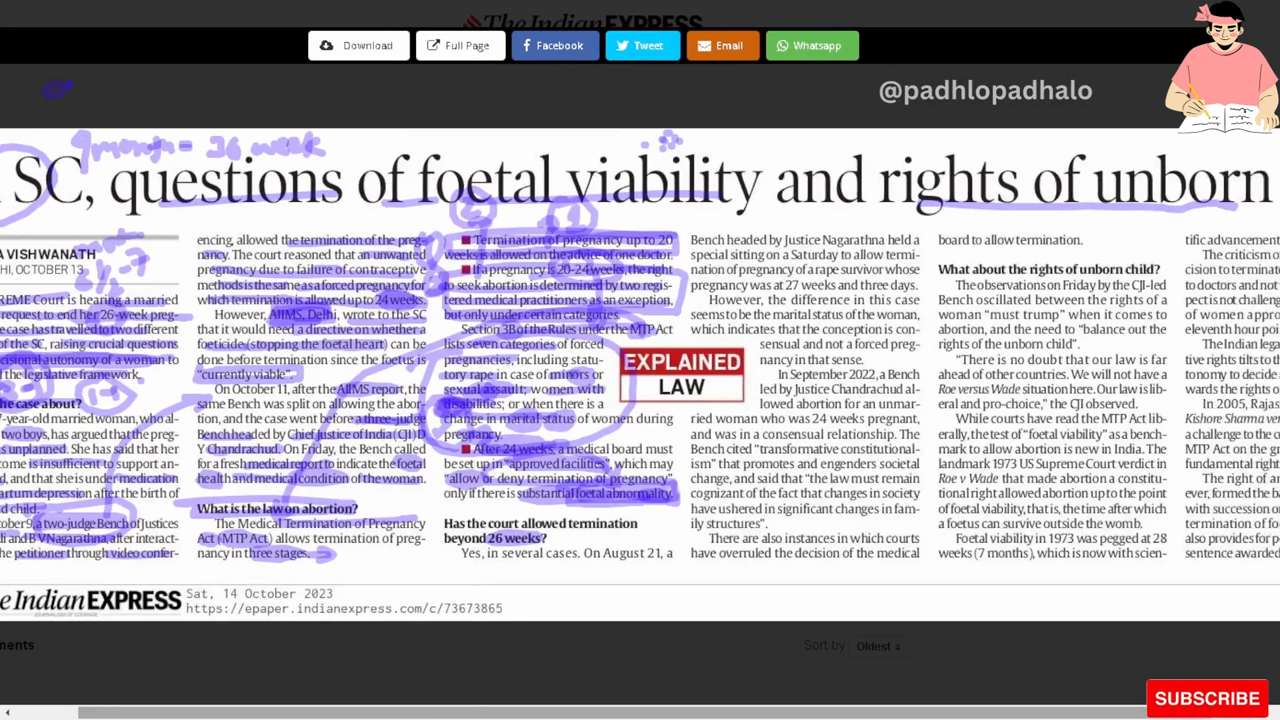 The Indian EXPRESS
Download
Full Page
Facebook
Tweet
Email
Whatsapp
@padhlopadhalo
9 month = 36 week
SC, questions of foetal viability and rights of unborn
A VISHWANATH
HI, OCTOBER 13
REME Court is hearing a married
request to end her 26-week preg-
e case has travelled to two different
of the SC, raising crucial questions
cisional autonomy of a woman to
d the legislative framework.
the case about?
7-year-old married woman, who al-
two boys, has argued that the preg-
s unplanned. She has said her
ome is insufficient to support an-
, and that she is under medication
artum depression after the birth of
d child.
ober 9, a two-judge Bench of Justices
li and B V Nagarathna, after interact-
the petitioner through video confer-
encing, allowed the termination of the preg-
nancy. The court reasoned that an unwanted
pregnancy due to failure of contraceptive
methods is the same as a forced pregnancy for
which termination is allowed up to 24 weeks.
However, AIIMS, Delhi, wrote to the SC
that it would need a directive on whether a
foeticide (stopping the foetal heart) can be
done before termination since the foetus is
"currently viable".
On October 11, after the AIIMS report, the
same Bench was split on allowing the abor-
tion, and the case went before a three-judge
Bench headed by Chief Justice of India (CJI) D
Y Chandrachud. On Friday, the Bench called
for a fresh medical report to indicate the foetal
health and medical condition of the woman.
What is the law on abortion?
The Medical Termination of Pregnancy
Act (MTP Act) allows termination of preg-
nancy in three stages.
Termination of pregnancy up to 20
weeks is allowed on the advice of one doctor.
If a pregnancy is 20-24 weeks, the right
to seek abortion is determined by two regis-
tered medical practitioners as an exception,
but only under certain categories.
Section 3B of the Rules under the MTP Act
lists seven categories of forced
pregnancies, including statu-
tory rape in case of minors or
sexual assault; women with
disabilities; or when there is a
change in marital status of women during
pregnancy.
After 24 weeks, a medical board must
be set up in "approved facilities", which may
"allow or deny termination of pregnancy"
only if there is substantial foetal abnormality.
Has the court allowed termination
beyond 26 weeks?
Yes, in several cases. On August 21, a
EXPLAINED
LAW
Bench headed by Justice Nagarathna held a
special sitting on a Saturday to allow termi-
nation of pregnancy of a rape survivor whose
pregnancy was at 27 weeks and three days.
However, the difference in this case
seems to be the marital status of the woman,
which indicates that the conception is con-
sensual and not a forced preg-
nancy in that sense.
In September 2022, a Bench
led by Justice Chandrachud al-
lowed abortion for an unmar-
ried woman who was 24 weeks pregnant,
and was in a consensual relationship. The
Bench cited "transformative constitutional-
ism" that promotes and engenders societal
change, and said that "the law must remain
cognizant of the fact that changes in society
have ushered in significant changes in fam-
ily structures".
There are also instances in which courts
have overruled the decision of the medical
board to allow termination.
What about the rights of unborn child?
The observations on Friday by the CJI-led
Bench oscillated between the rights of a
woman "must trump" when it comes to
abortion, and the need to "balance out the
rights of the unborn child".
"There is no doubt that our law is far
ahead of other countries. We will not have a
Roe versus Wade situation here. Our law is lib-
eral and pro-choice," the CJI observed.
While courts have read the MTP Act lib-
erally, the test of "foetal viability" as a bench-
mark to allow abortion is new in India. The
landmark 1973 US Supreme Court verdict in
Roe v Wade that made abortion a constitu-
tional right allowed abortion up to the point
of foetal viability, that is, the time after which
a foetus can survive outside the womb.
Foetal viability in 1973 was pegged at 28
weeks (7 months), which is now with scien-
tific advancement
The criticism o
cision to terminat
to doctors and not
pect is not challeng
of women approa
eleventh hour po
The Indian lega
tive rights tilts to th
tonomy to decide a
wards the rights o
In 2005, Rajas
Kishore Sharma ver
a challenge to the c
MTP Act on the gr
fundamental rights
The right of an
ever, formed the b
with succession o
termination of fo
also provides for p
sentence awarded
e Indian EXPRESS
JOURNALISM OF COURAGE
Sat, 14 October 2023
https://epaper.indianexpress.com/c/73673865
ments
Sort by
Oldest
SUBSCRIBE